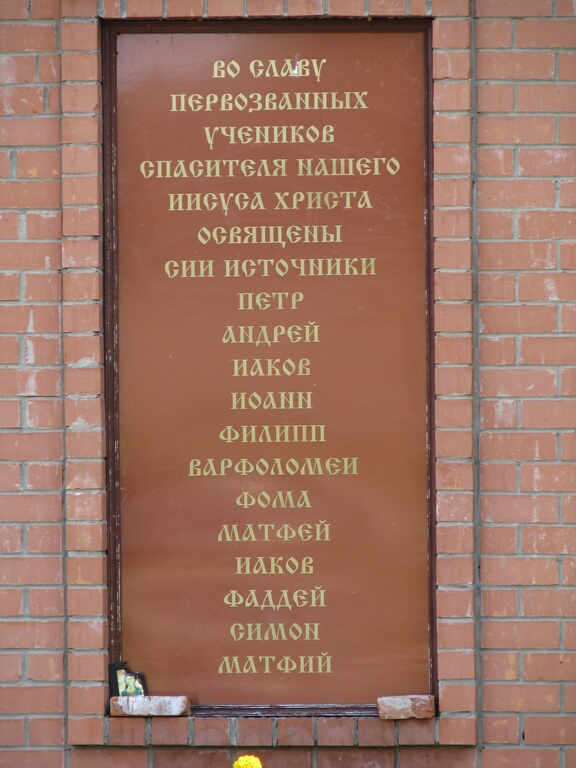 ВО СЛАВУ
ПЕРВОЗВАННЫХ
УЧЕНИКОВ
СПАСИТЕЛЯ НАШЕГО
ИИСУСА ХРИСТА
ОСВЯЩЕНЫ
СИИ ИСТОЧНИКИ
ПЕТР
АНДРЕЙ
ИАКОВ
ИОАНН
ФИЛИПП
ВАРФОЛОМЕИ
ФОМА
МАТФЕЙ
ИАКОВ
ФАДДЕЙ
СИМОН
МАТФИЙ